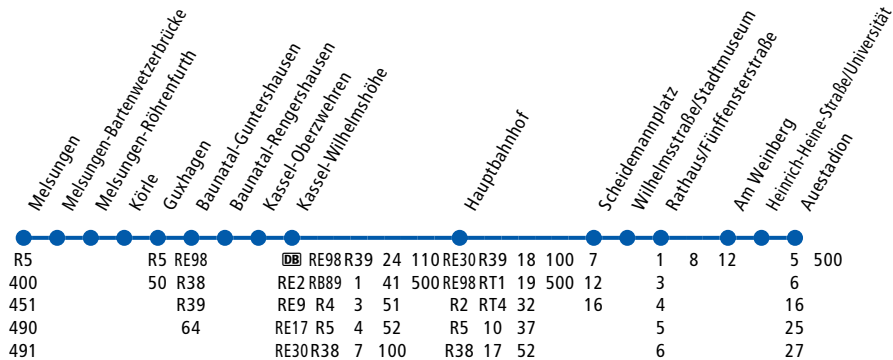 Melsungen
Melsungen-Bartenwetzerbrücke
Melsungen-Röhrenfurth
Körle
Guxhagen
Baunatal-Guntershausen
Baunatal-Rengershausen
Kassel-Oberzwehren
Kassel-Wilhelmshöhe
Hauptbahnhof
Scheidemannplatz
Wilhelmsstraße/Stadtmuseum
Rathaus/Fünffensterstraße
Am Weinberg
Heinrich-Heine-Straße/Universität
Auestadion
R5 R5 RE98 DB RE98 R39 24 110 RE30 R39 18 100 7 1 8 12 5 500
400 50 R38 RE2 RB89 1 41 500 RE98 RT1 19 500 12 3 6
451 R39 RE9 R4 3 51 R2 RT4 32 16 4 16
490 64 RE17 R5 4 52 R5 10 37 5 25
491 RE30 R38 7 100 R38 17 52 6 27